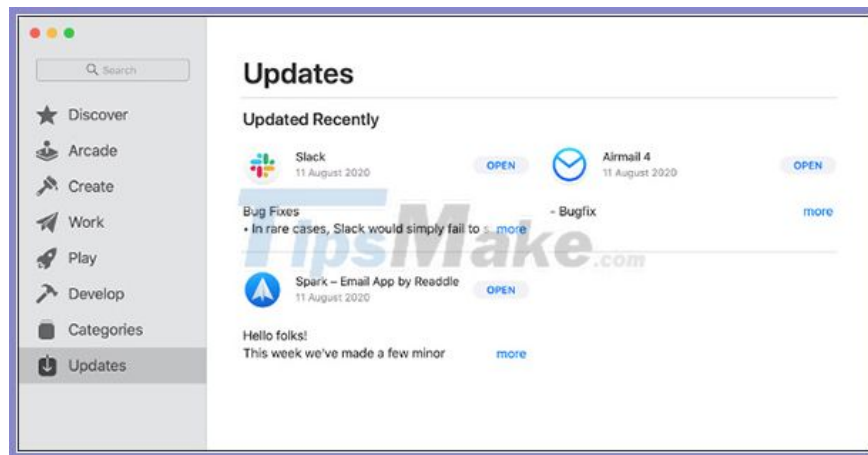 Search
Discover
Arcade
Create
Work
Play
Develop
Categories
Updates
Updates
Updated Recently
Slack
11 August 2020
OPEN
Bug Fixes
• In rare cases, Slack would simply fail to s more
Airmail 4
11 August 2020
OPEN
- Bugfix
more
Spark – Email App by Readdle
11 August 2020
OPEN
Hello folks!
This week we've made a few minor more
TipsMake.com